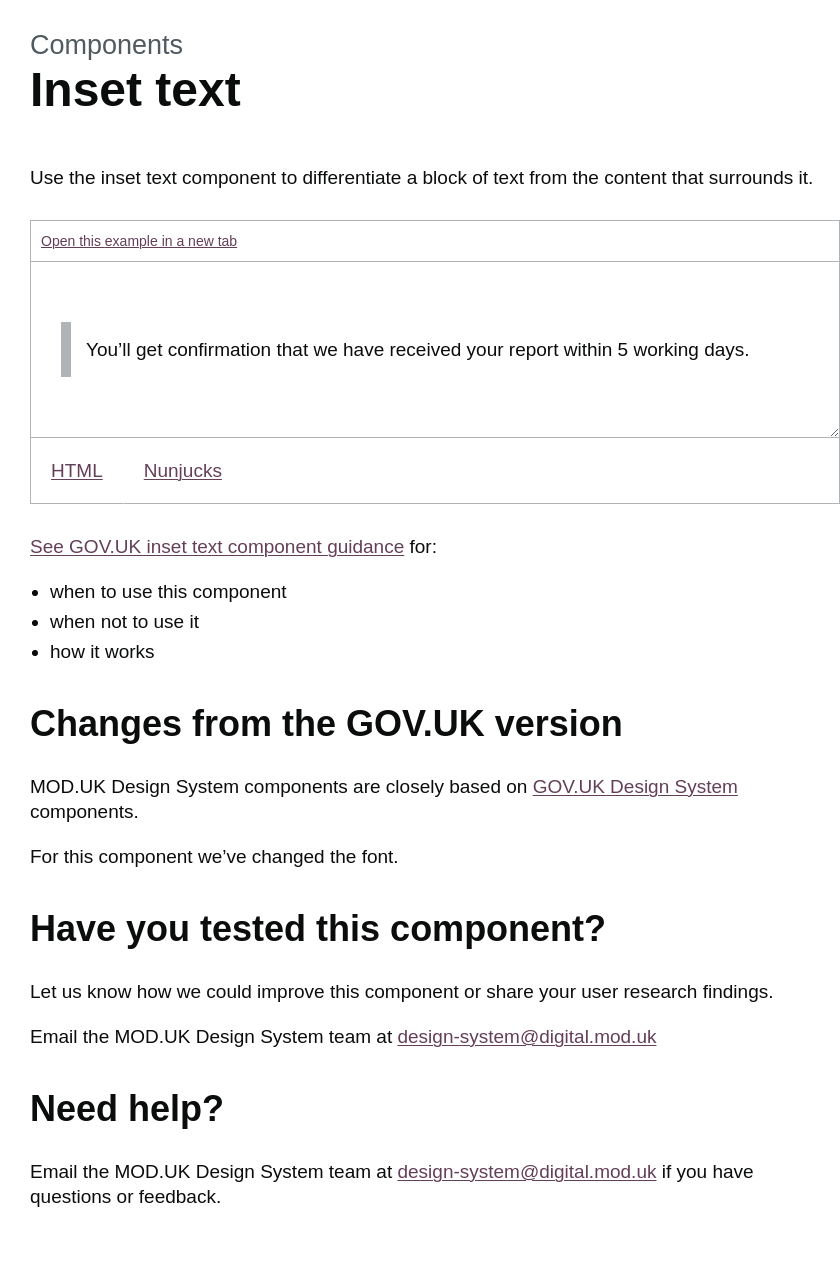 Components
Inset text
Use the inset text component to differentiate a block of text from the content that surrounds it.
Open this example in a new tab
You’ll get confirmation that we have received your report within 5 working days.
HTML Nunjucks
See GOV.UK inset text component guidance for:
• when to use this component
• when not to use it
• how it works
Changes from the GOV.UK version
MOD.UK Design System components are closely based on GOV.UK Design System
components.
For this component we’ve changed the font.
Have you tested this component?
Let us know how we could improve this component or share your user research findings.
Email the MOD.UK Design System team at design-system@digital.mod.uk
Need help?
Email the MOD.UK Design System team at design-system@digital.mod.uk if you have
questions or feedback.